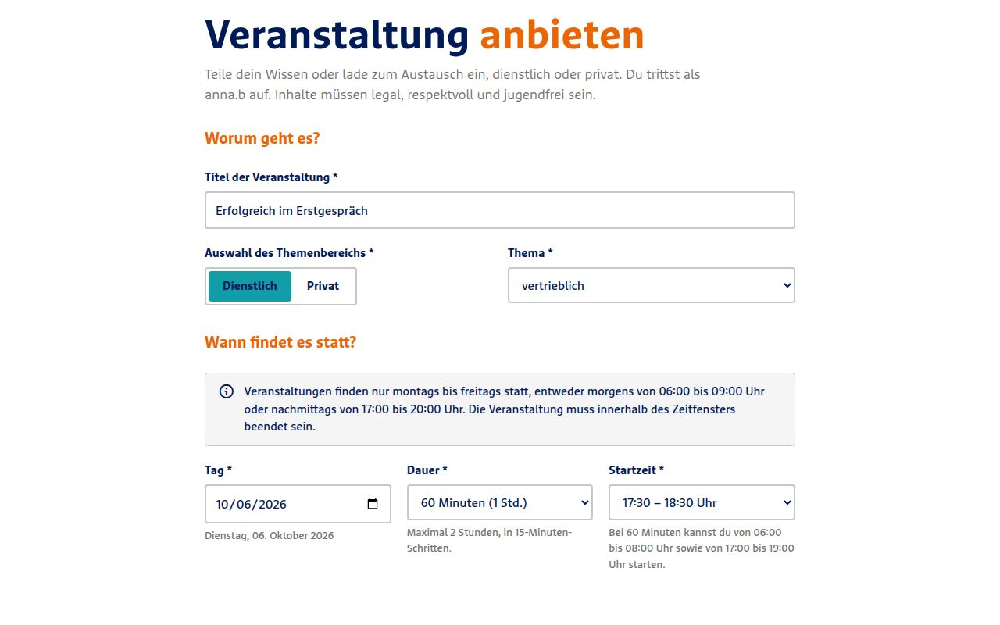 Veranstaltung anbieten
Teile dein Wissen oder lade zum Austausch ein, dienstlich oder privat. Du trittst als
anna.b auf. Inhalte müssen legal, respektvoll und jugendfrei sein.
Worum geht es?
Titel der Veranstaltung *
Erfolgreich im Erstgespräch
Auswahl des Themenbereichs *
Thema *
Dienstlich
Privat
vertrieblich
Wann findet es statt?
Veranstaltungen finden nur montags bis freitags statt, entweder morgens von 06:00 bis 09:00 Uhr
oder nachmittags von 17:00 bis 20:00 Uhr. Die Veranstaltung muss innerhalb des Zeitfensters
beendet sein.
Tag *
Dauer *
Startzeit *
10/06/2026
60 Minuten (1 Std.)
17:30 – 18:30 Uhr
Dienstag, 06. Oktober 2026
Maximal 2 Stunden, in 15-Minuten-
Schritten.
Bei 60 Minuten kannst du von 06:00
bis 08:00 Uhr sowie von 17:00 bis 19:00
Uhr starten.